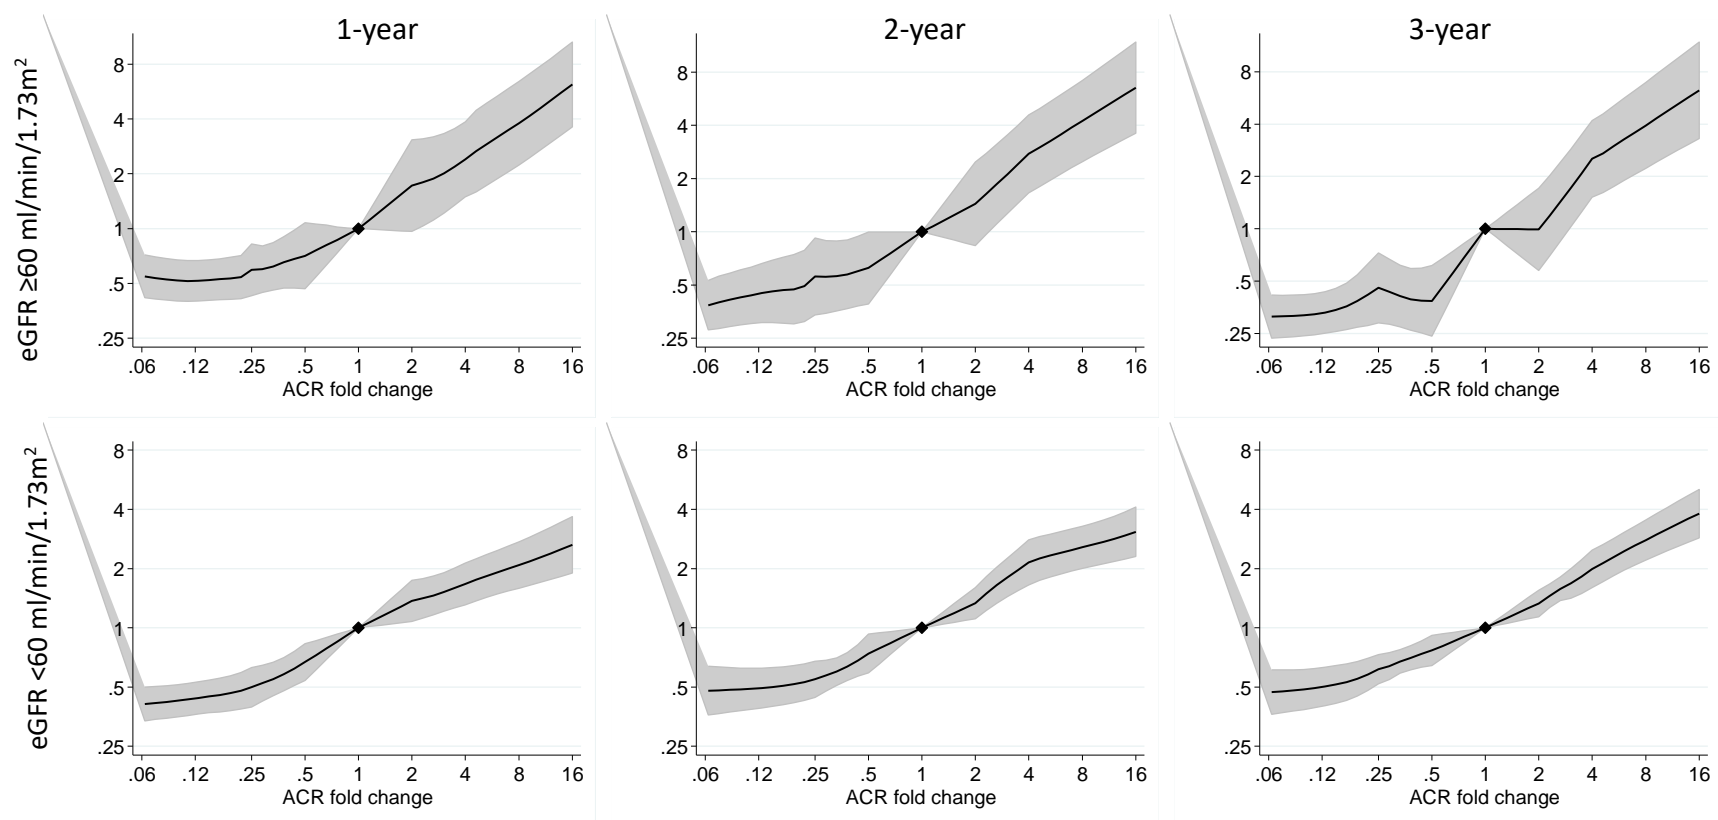 1-year
2-year
3-year
eGFR ≥60 ml/min/1.73m²
8
4
2
1
.5
.25
.06 .12 .25 .5 1 2 4 8 16
ACR fold change
8
4
2
1
.5
.25
.06 .12 .25 .5 1 2 4 8 16
ACR fold change
8
4
2
1
.5
.25
.06 .12 .25 .5 1 2 4 8 16
ACR fold change
eGFR <60 ml/min/1.73m²
8
4
2
1
.5
.25
.06 .12 .25 .5 1 2 4 8 16
ACR fold change
8
4
2
1
.5
.25
.06 .12 .25 .5 1 2 4 8 16
ACR fold change
8
4
2
1
.5
.25
.06 .12 .25 .5 1 2 4 8 16
ACR fold change